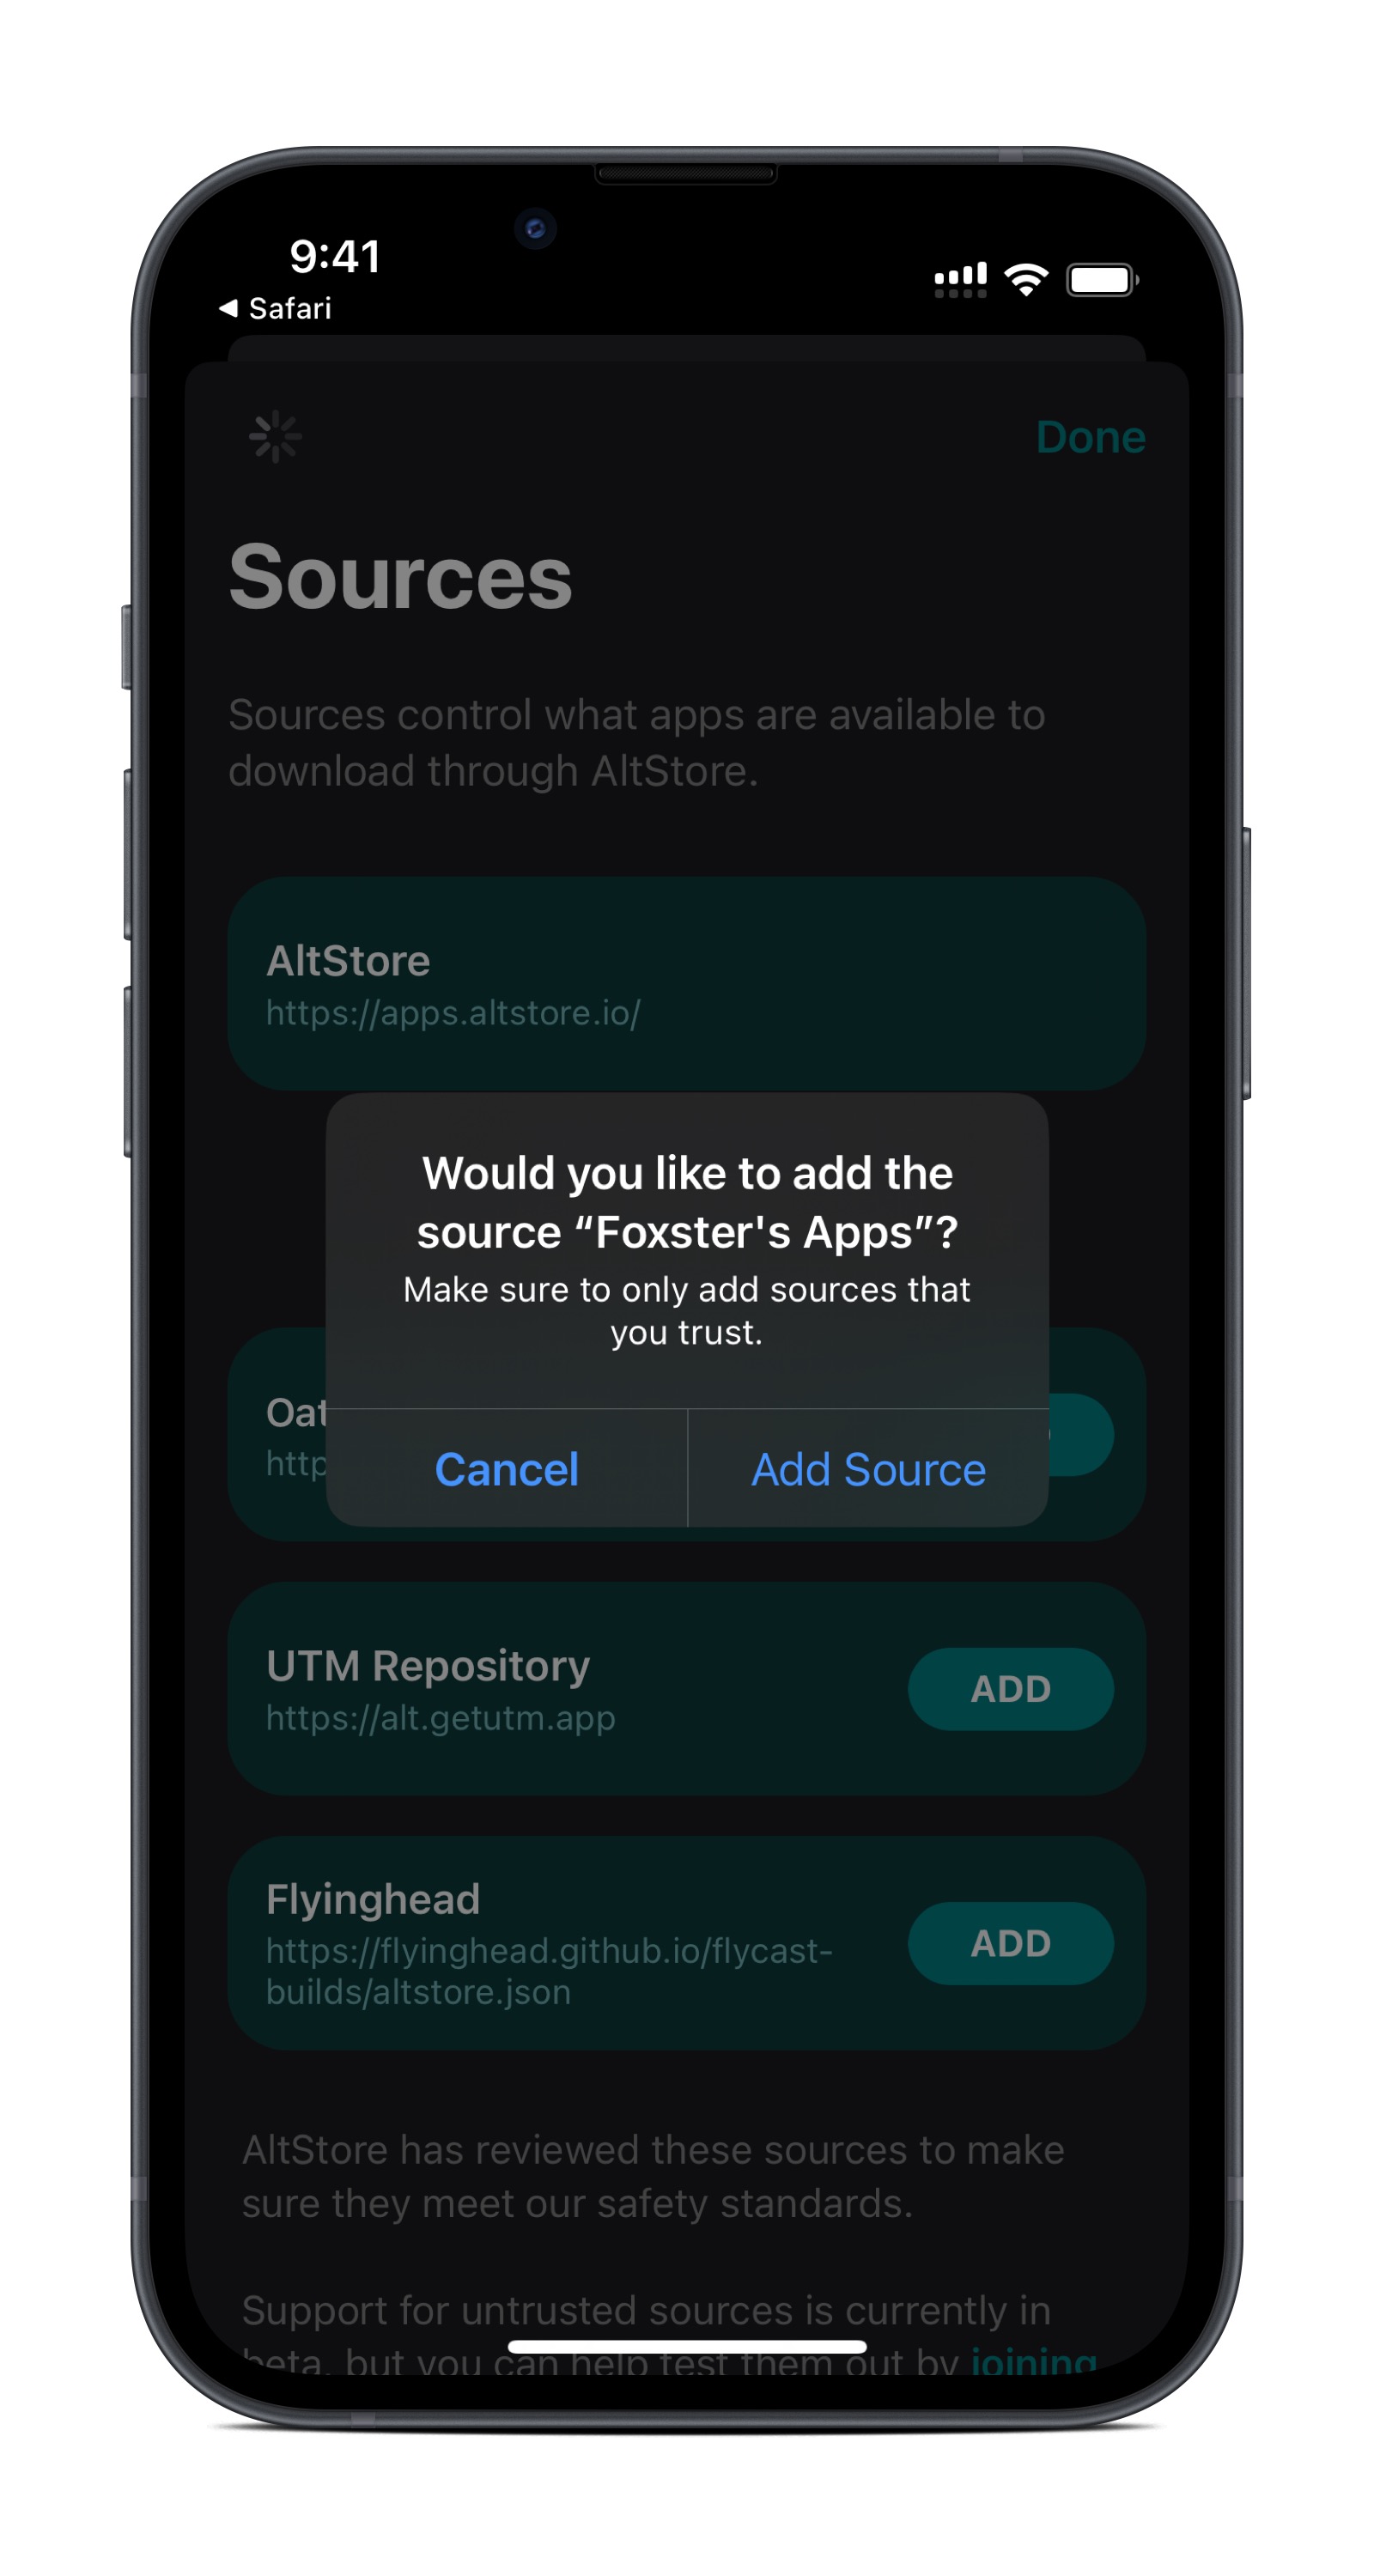 9:41
◀ Safari
Done
Sources
Sources control what apps are available to
download through AltStore.
AltStore
https://apps.altstore.io/
Would you like to add the
source “Foxster's Apps”?
Make sure to only add sources that
you trust.
Cancel
Add Source
UTM Repository
https://alt.getutm.app
ADD
Flyinghead
https://flyinghead.github.io/flycast-
builds/altstore.json
ADD
AltStore has reviewed these sources to make
sure they meet our safety standards.
Support for untrusted sources is currently in
beta, but you can help test them out by joining